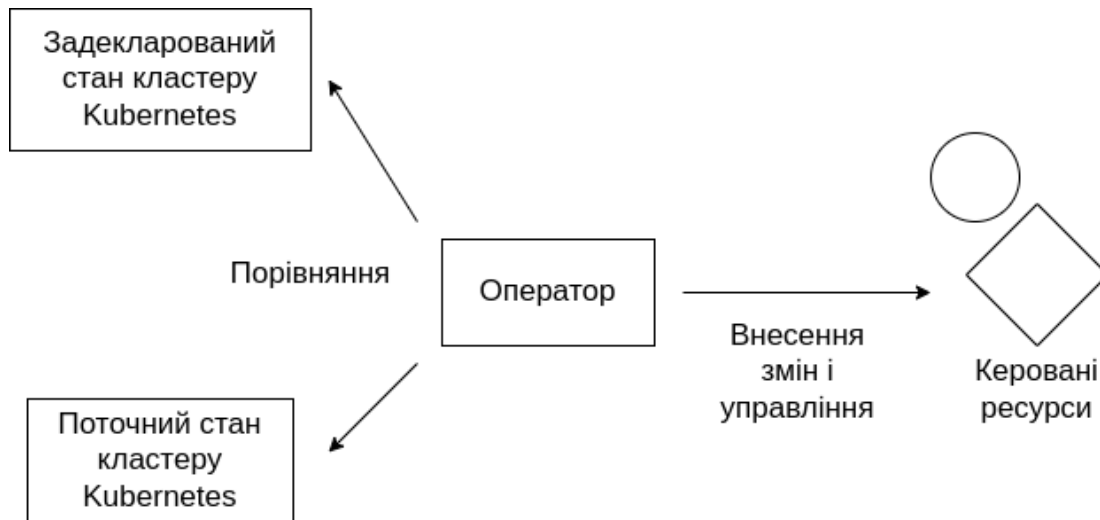 Задекларований
стан кластеру
Kubernetes
Порівняння
Оператор
Внесення
змін і
управління
Керовані
ресурси
Поточний стан
кластеру
Kubernetes